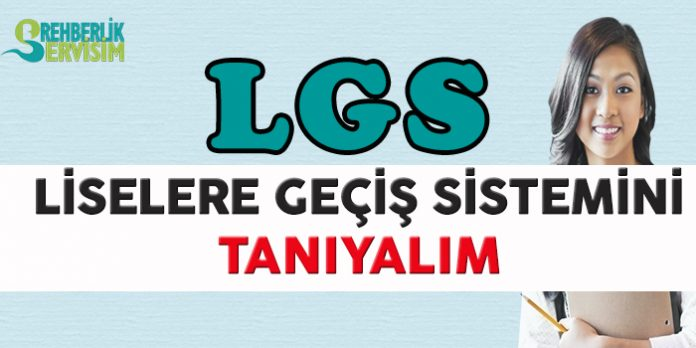 REHBERLİK
SERVİSİM
LGS
LİSELERE GEÇİŞ SİSTEMİNİ
TANIYALIM